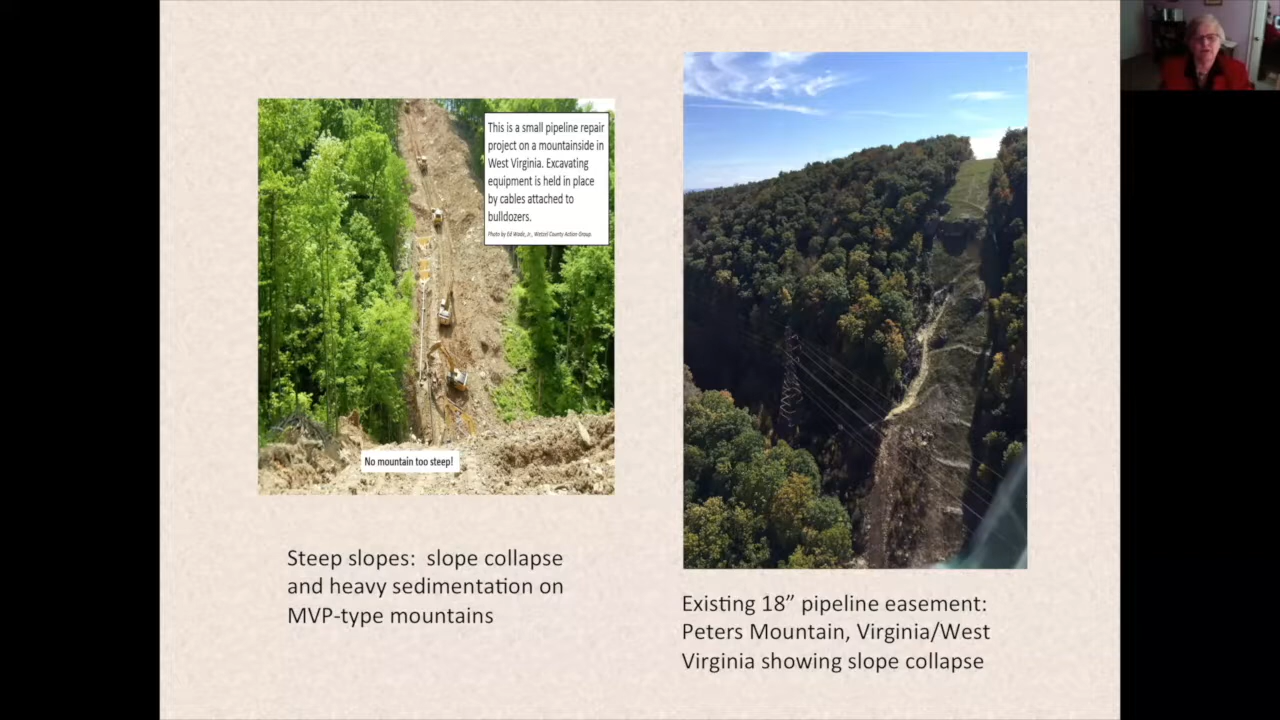 This is a small pipeline repair
project on a mountainside in
West Virginia. Excavating
equipment is held in place
by cables attached to
bulldozers.
Photo by Ed Wade, Jr., Wetzel County Action Group.
No mountain too steep!
Steep slopes: slope collapse
and heavy sedimentation on
MVP-type mountains
Existing 18” pipeline easement:
Peters Mountain, Virginia/West
Virginia showing slope collapse